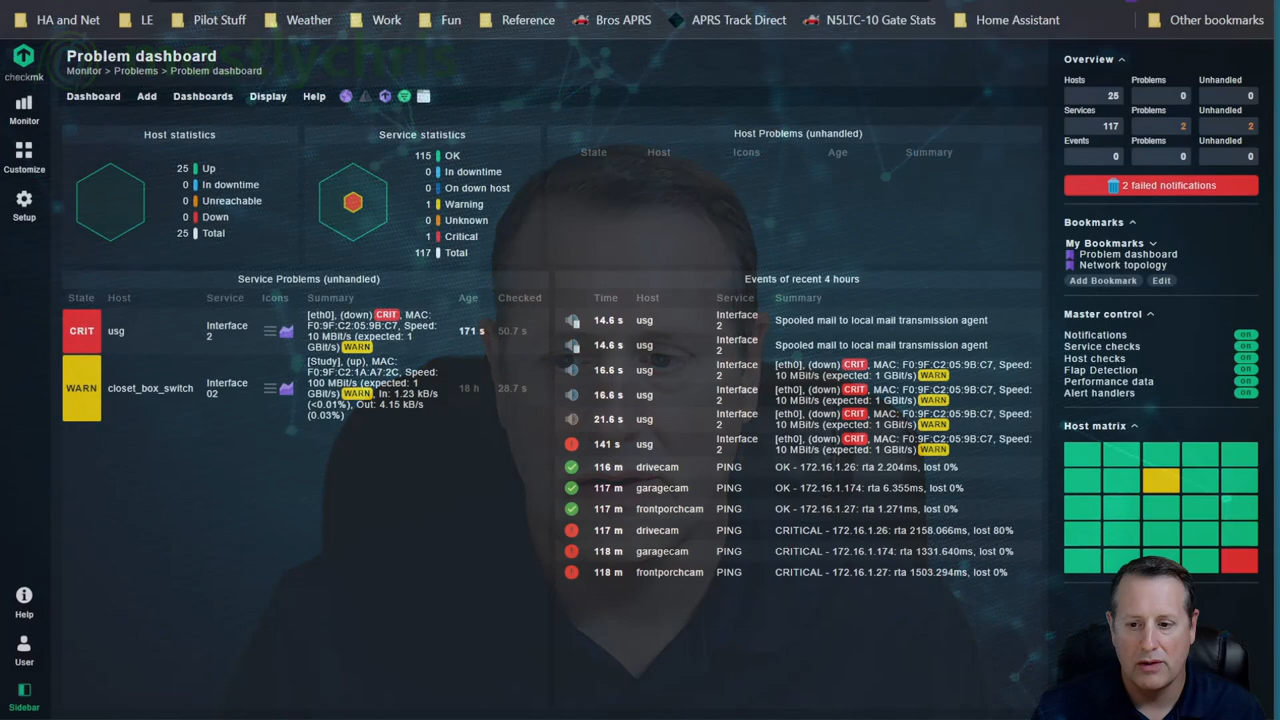 HA and Net LE Pilot Stuff Weather Work Fun Reference Bros APRS APRS Track Direct N5LTC-10 Gate Stats Home Assistant Other bookmarks
checkmk
Monitor
Customize
Setup
Help
User
Sidebar
Problem dashboard
Monitor > Problems > Problem dashboard
Dashboard Add Dashboards Display Help
Host statistics
25 Up
0 In downtime
0 Unreachable
0 Down
25 Total
Service statistics
115 OK
0 In downtime
0 On down host
1 Warning
0 Unknown
1 Critical
117 Total
Host Problems (unhandled)
State Host Icons Age Summary
Service Problems (unhandled)
State Host Service Icons Summary Age Checked
CRIT usg Interface 2 [eth0], (down) CRIT, MAC: F0:9F:C2:05:9B:C7, Speed: 10 MBit/s (expected: 1 GBit/s) WARN 171 s 50.7 s
WARN closet_box_switch Interface 02 [Study], (up), MAC: F0:9F:C2:1A:A7:2C, Speed: 100 MBit/s (expected: 1 GBit/s) WARN, In: 1.23 kB/s (<0.01%), Out: 4.15 kB/s (0.03%) 18 h 28.7 s
Events of recent 4 hours
Time Host Service Summary
14.6 s usg Interface 2 Spooled mail to local mail transmission agent
14.6 s usg Interface 2 Spooled mail to local mail transmission agent
16.6 s usg Interface 2 [eth0], (down) CRIT, MAC: F0:9F:C2:05:9B:C7, Speed: 10 MBit/s (expected: 1 GBit/s) WARN
16.6 s usg Interface 2 [eth0], (down) CRIT, MAC: F0:9F:C2:05:9B:C7, Speed: 10 MBit/s (expected: 1 GBit/s) WARN
21.6 s usg Interface 2 [eth0], (down) CRIT, MAC: F0:9F:C2:05:9B:C7, Speed: 10 MBit/s (expected: 1 GBit/s) WARN
141 s usg Interface 2 [eth0], (down) CRIT, MAC: F0:9F:C2:05:9B:C7, Speed: 10 MBit/s (expected: 1 GBit/s) WARN
116 m drivecam PING OK - 172.16.1.26: rta 2.204ms, lost 0%
117 m garagecam PING OK - 172.16.1.174: rta 6.355ms, lost 0%
117 m frontporchcam PING OK - 172.16.1.27: rta 1.271ms, lost 0%
117 m drivecam PING CRITICAL - 172.16.1.26: rta 2158.066ms, lost 80%
118 m garagecam PING CRITICAL - 172.16.1.174: rta 1331.640ms, lost 0%
118 m frontporchcam PING CRITICAL - 172.16.1.27: rta 1503.294ms, lost 0%
Overview
Hosts Problems Unhandled
25 0 0
Services Problems Unhandled
117 2 2
Events Problems Unhandled
0 0 0
2 failed notifications
Bookmarks
My Bookmarks
Problem dashboard
Network topology
Add Bookmark Edit
Master control
Notifications on
Service checks on
Host checks on
Flap Detection on
Performance data on
Alert handlers on
Host matrix